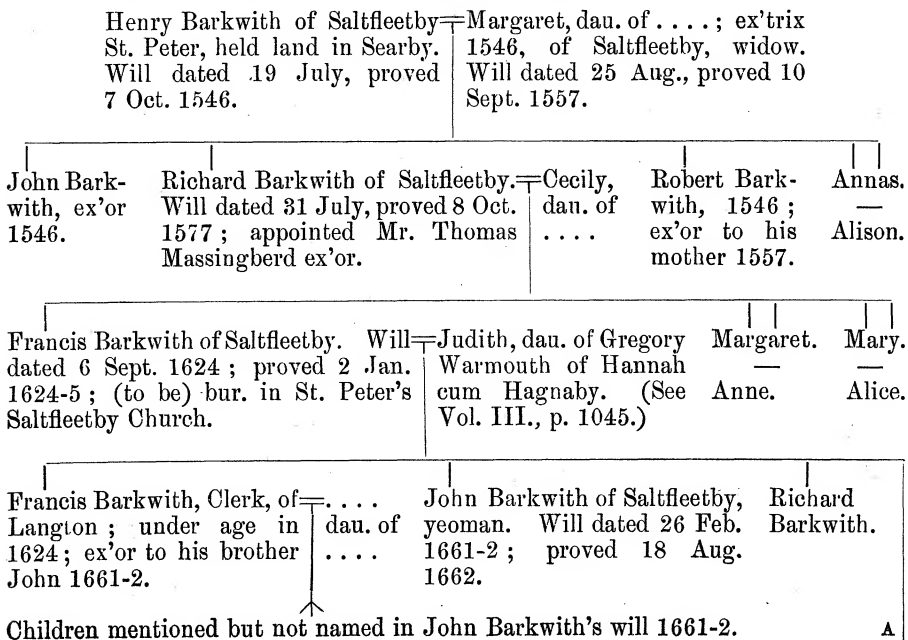 Henry Barkwith of Saltfleetby
St. Peter, held land in Searby.
Will dated 19 July, proved
7 Oct. 1546.
Margaret, dau. of . . . . ; ex'trix
1546, of Saltfleetby, widow.
Will dated 25 Aug., proved 10
Sept. 1557.
John Bark-
with, ex'or
1546.
Richard Barkwith of Saltfleetby.
Will dated 31 July, proved 8 Oct.
1577 ; appointed Mr. Thomas
Massingberd ex'or.
Cecily,
dau. of
. . . .
Robert Bark-
with, 1546 ;
ex'or to his
mother 1557.
Annas.
—
Alison.
Francis Barkwith of Saltfleetby. Will
dated 6 Sept. 1624 ; proved 2 Jan.
1624-5 ; (to be) bur. in St. Peter's
Saltfleetby Church.
Judith, dau. of Gregory
Warmouth of Hannah
cum Hagnaby. (See
Vol. III., p. 1045.)
Margaret.
—
Anne.
Mary.
—
Alice.
Francis Barkwith, Clerk, of
Langton ; under age in
1624 ; ex'or to his brother
John 1661-2.
. . . .
dau. of
. . . .
John Barkwith of Saltfleetby,
yeoman. Will dated 26 Feb.
1661-2 ; proved 18 Aug.
1662.
Richard
Barkwith.
Children mentioned but not named in John Barkwith's will 1661-2.
A